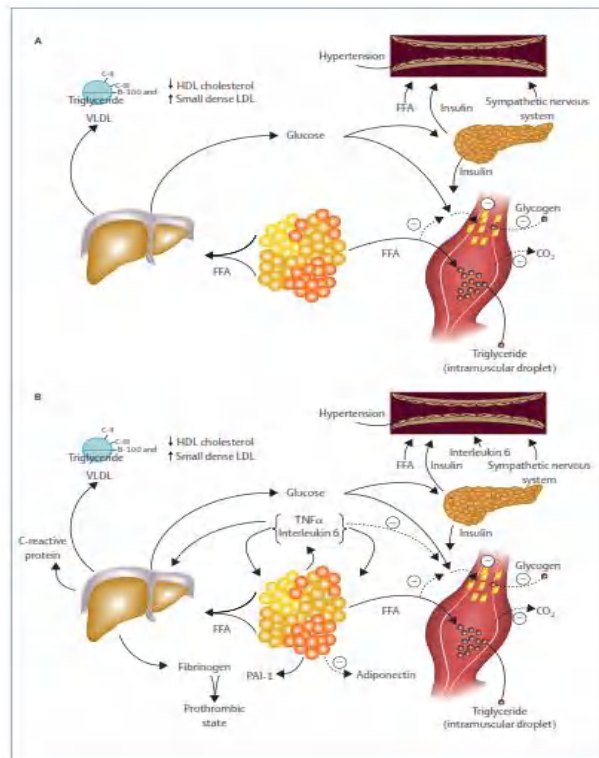 A
Hypertension
C-II
C-III
B-100 and
Triglyceride
VLDL
↓ HDL cholesterol
↑ Small dense LDL
FFA
Insulin
Sympathetic nervous
system
Glucose
Insulin
Glycogen
CO2
FFA
FFA
Triglyceride
(intramuscular droplet)
B
Hypertension
C-II
C-III
B-100 and
Triglyceride
VLDL
↓ HDL cholesterol
↑ Small dense LDL
FFA
Insulin
Interleukin 6
Sympathetic nervous
system
Glucose
TNFα
Interleukin 6
Insulin
C-reactive
protein
Glycogen
CO2
FFA
FFA
Fibrinogen
PAI-1
Adiponectin
Prothrombic
state
Triglyceride
(intramuscular droplet)